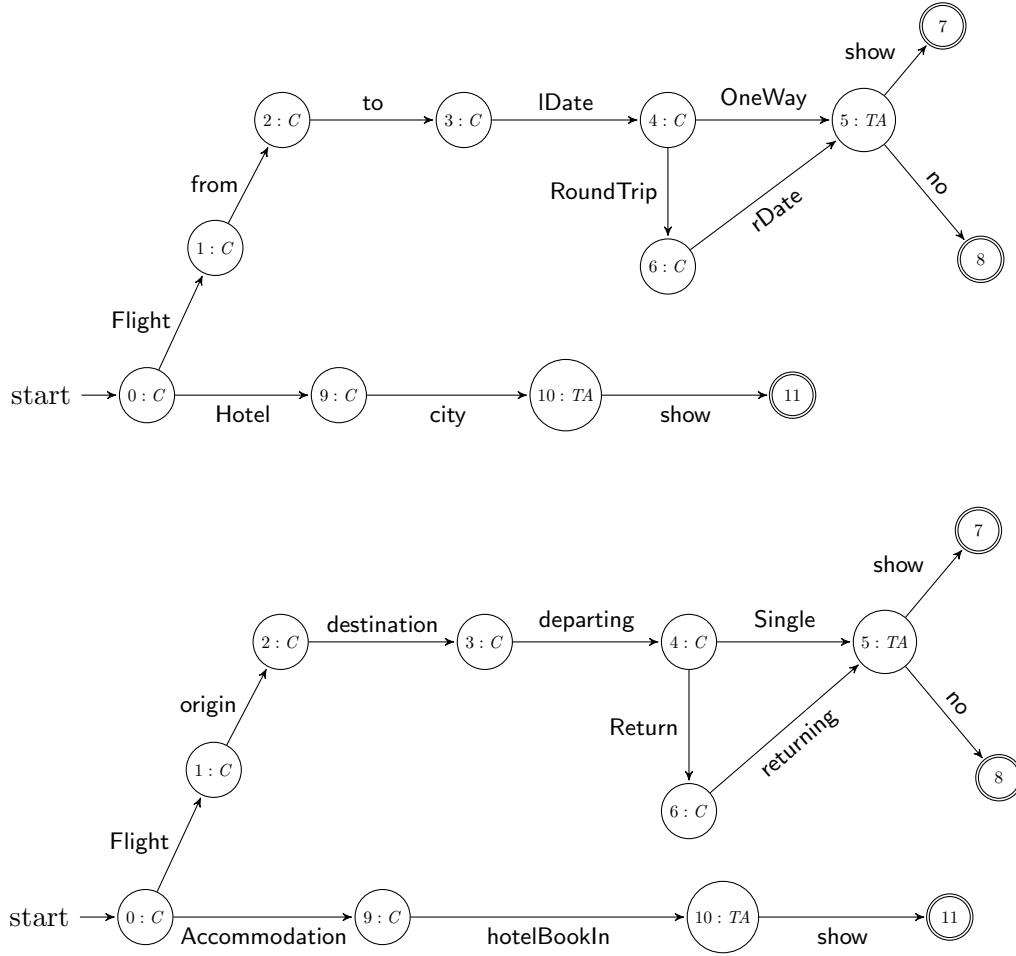 7
show
to
lDate
OneWay
2 : C
3 : C
4 : C
5 : TA
from
RoundTrip
rDate
no
1 : C
6 : C
8
Flight
start
0 : C
Hotel
9 : C
city
10 : TA
show
11
7
show
destination
departing
Single
2 : C
3 : C
4 : C
5 : TA
origin
Return
returning
no
1 : C
6 : C
8
Flight
start
0 : C
Accommodation
9 : C
hotelBookIn
10 : TA
show
11